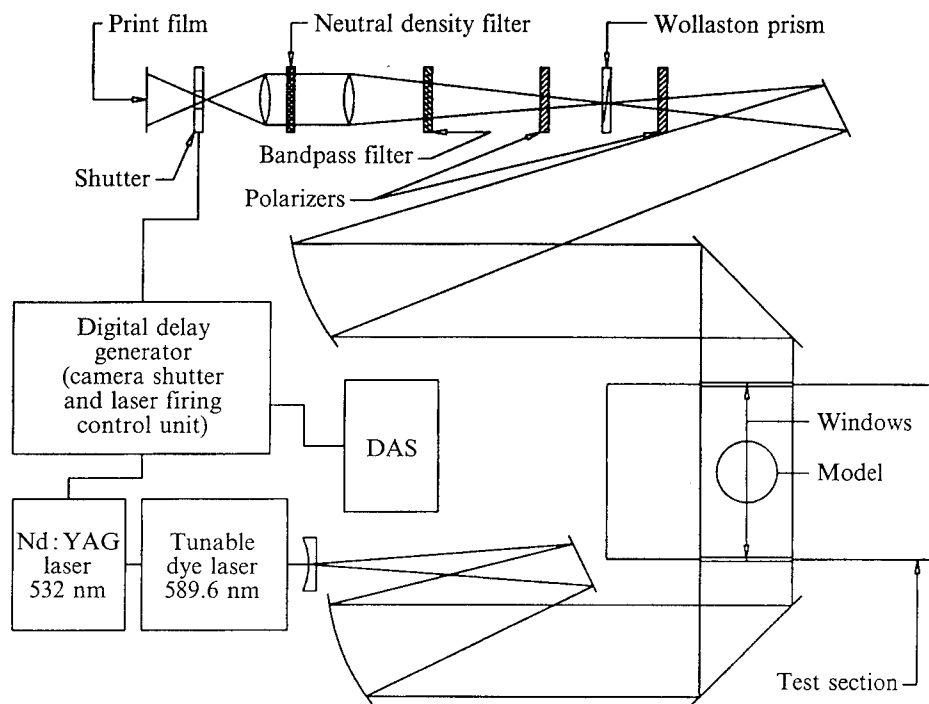 Print film
Neutral density filter
Wollaston prism
Shutter
Bandpass filter
Polarizers
Digital delay
generator
(camera shutter
and laser firing
control unit)
DAS
Windows
Model
Nd:YAG
laser
532 nm
Tunable
dye laser
589.6 nm
Test section